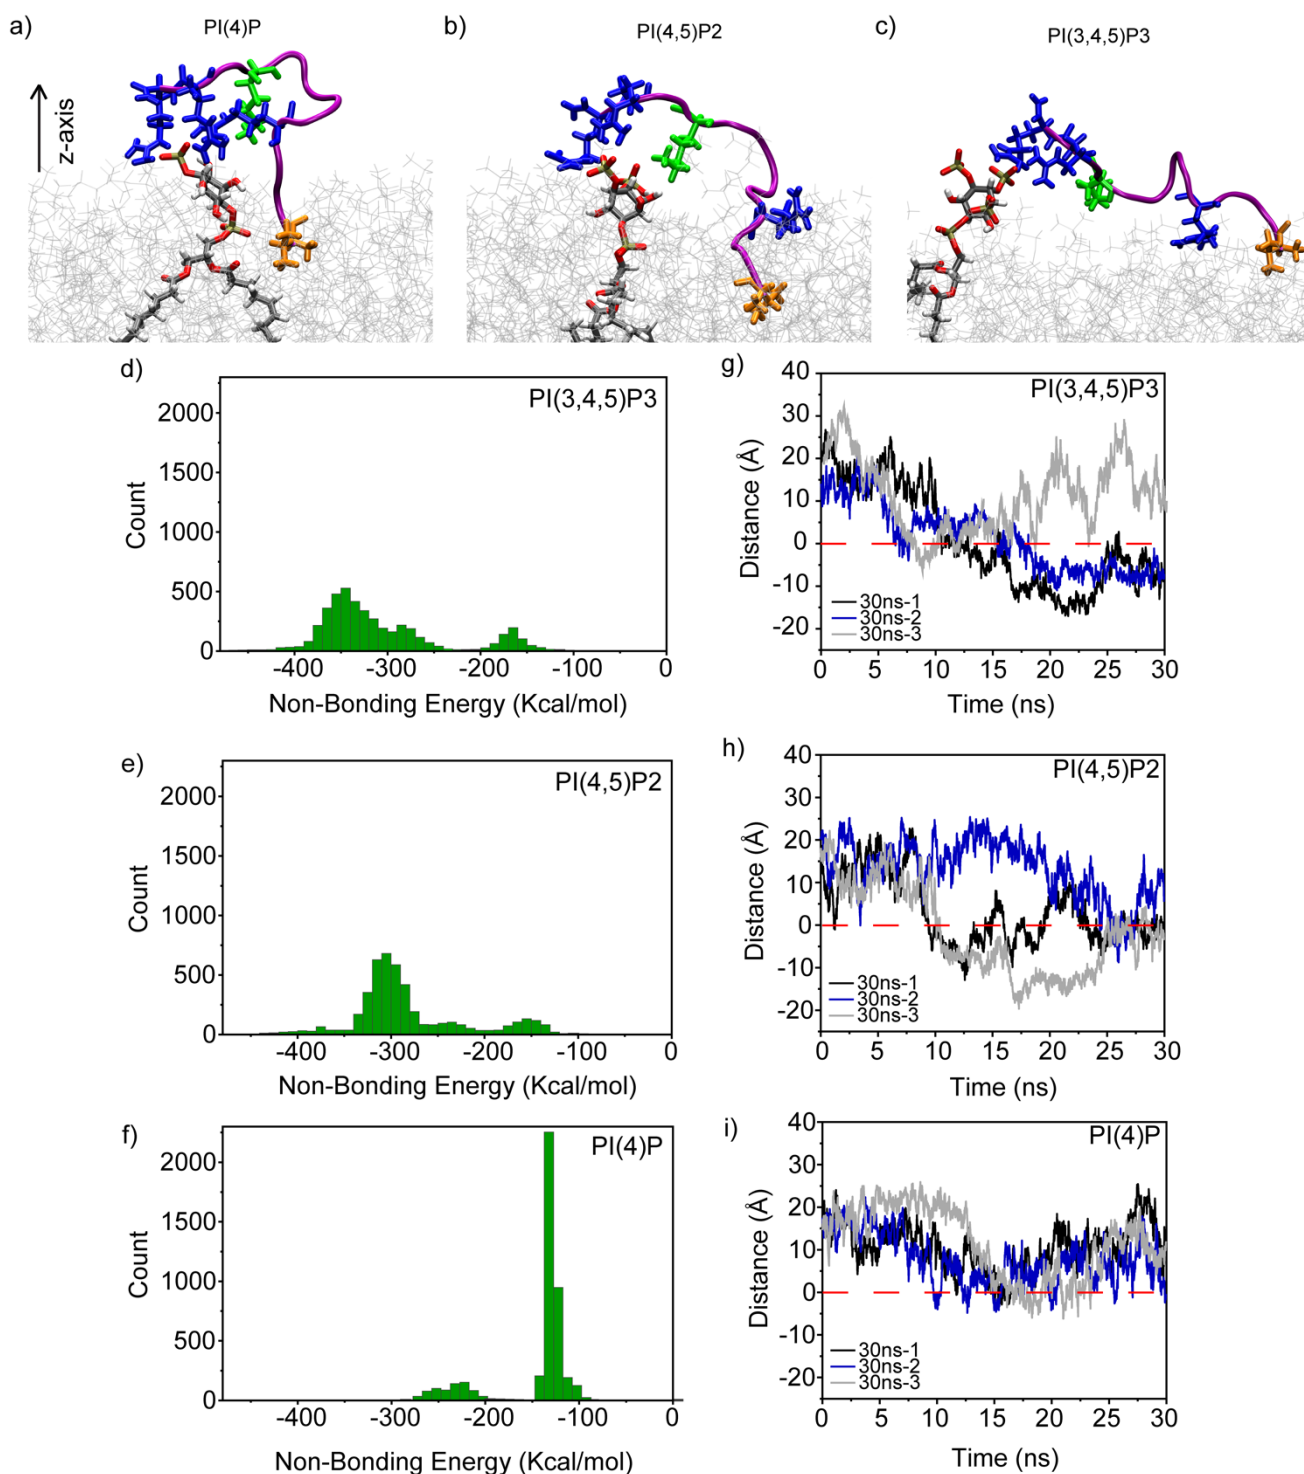 a)
PI(4)P
b)
PI(4,5)P2
c)
PI(3,4,5)P3
z-axis
d)
PI(3,4,5)P3
2000
1500
1000
500
0
Count
-400 -300 -200 -100 0
Non-Bonding Energy (Kcal/mol)
g)
PI(3,4,5)P3
40
30
20
10
0
-10
-20
Distance (Å)
30ns-1
30ns-2
30ns-3
0 5 10 15 20 25 30
Time (ns)
e)
PI(4,5)P2
2000
1500
1000
500
0
Count
-400 -300 -200 -100 0
Non-Bonding Energy (Kcal/mol)
h)
PI(4,5)P2
40
30
20
10
0
-10
-20
Distance (Å)
30ns-1
30ns-2
30ns-3
0 5 10 15 20 25 30
Time (ns)
f)
PI(4)P
2000
1500
1000
500
0
Count
-400 -300 -200 -100 0
Non-Bonding Energy (Kcal/mol)
i)
PI(4)P
40
30
20
10
0
-10
-20
Distance (Å)
30ns-1
30ns-2
30ns-3
0 5 10 15 20 25 30
Time (ns)